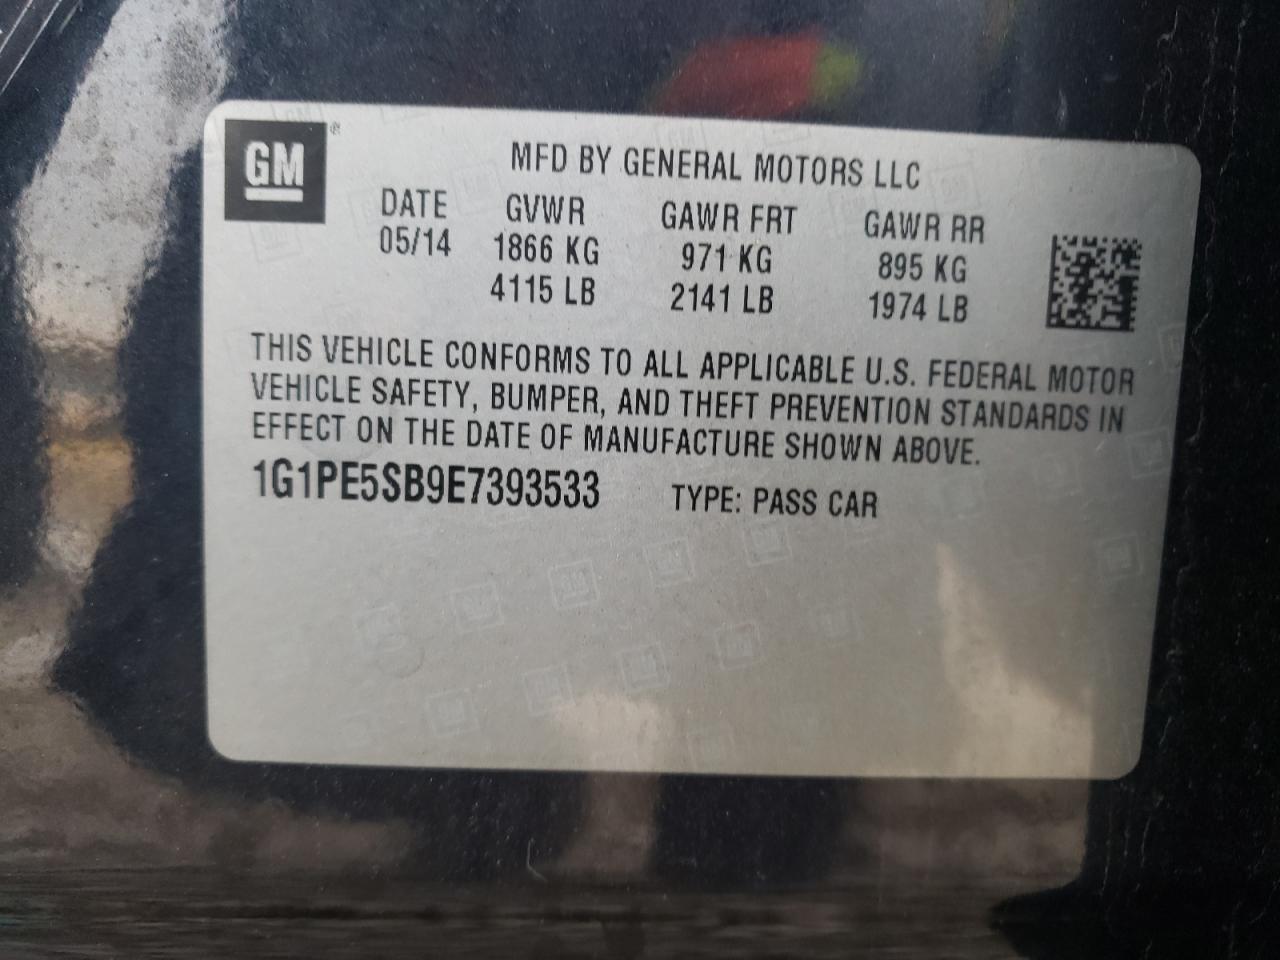 GM®
MFD BY GENERAL MOTORS LLC
DATE GVWR GAWR FRT GAWR RR
05/14 1866 KG 971 KG 895 KG
4115 LB 2141 LB 1974 LB
THIS VEHICLE CONFORMS TO ALL APPLICABLE U.S. FEDERAL MOTOR
VEHICLE SAFETY, BUMPER, AND THEFT PREVENTION STANDARDS IN
EFFECT ON THE DATE OF MANUFACTURE SHOWN ABOVE.
1G1PE5SB9E7393533 TYPE: PASS CAR